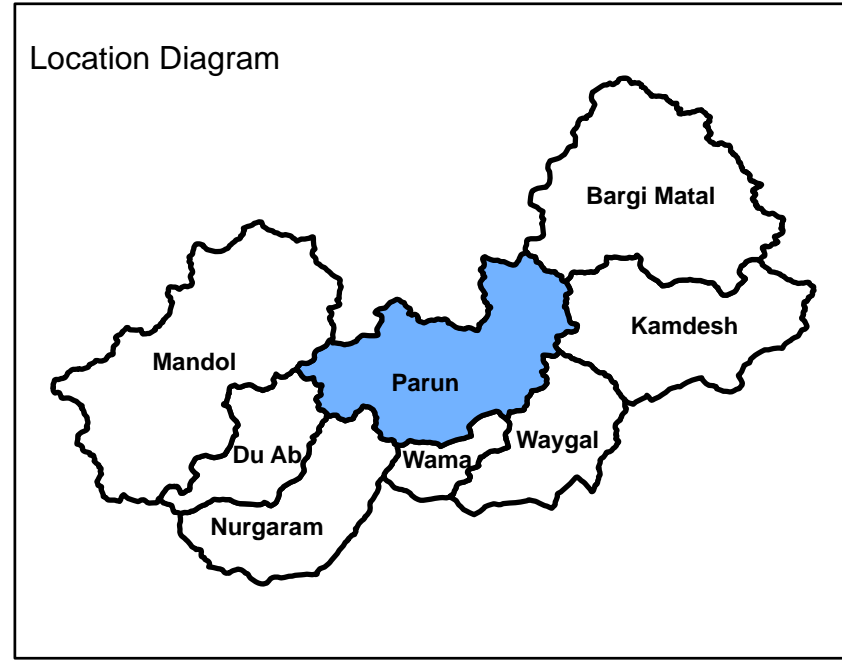 Location Diagram
Bargi Matal
Kamdesh
Mandol
Parun
Waygal
Du Ab
Wama
Nurgaram